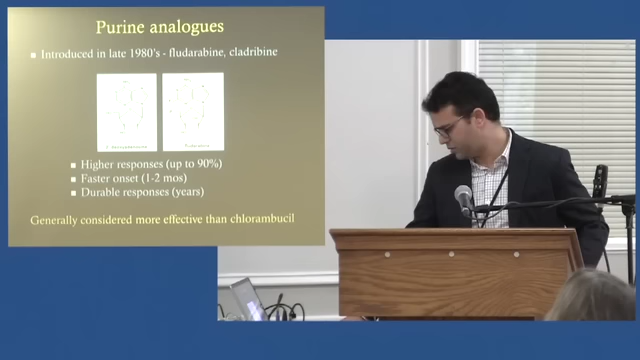 Purine analogues
■ Introduced in late 1980's - fludarabine, cladribine
Fludarabine
■ Higher responses (up to 90%)
■ Faster onset (1-2 mos)
■ Durable responses (years)
Generally considered more effective than chlorambucil